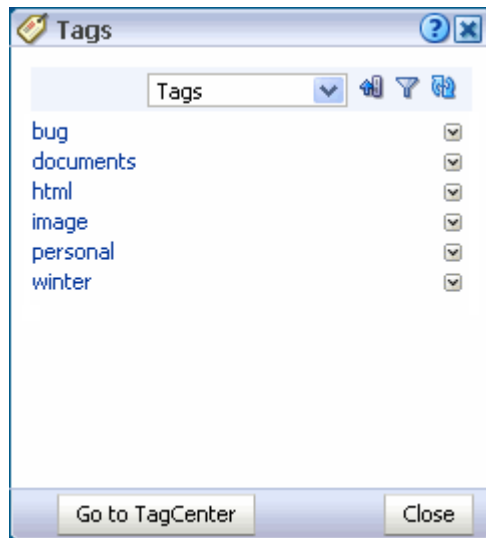 Tags
Tags
bug
documents
html
image
personal
winter
Go to TagCenter Close